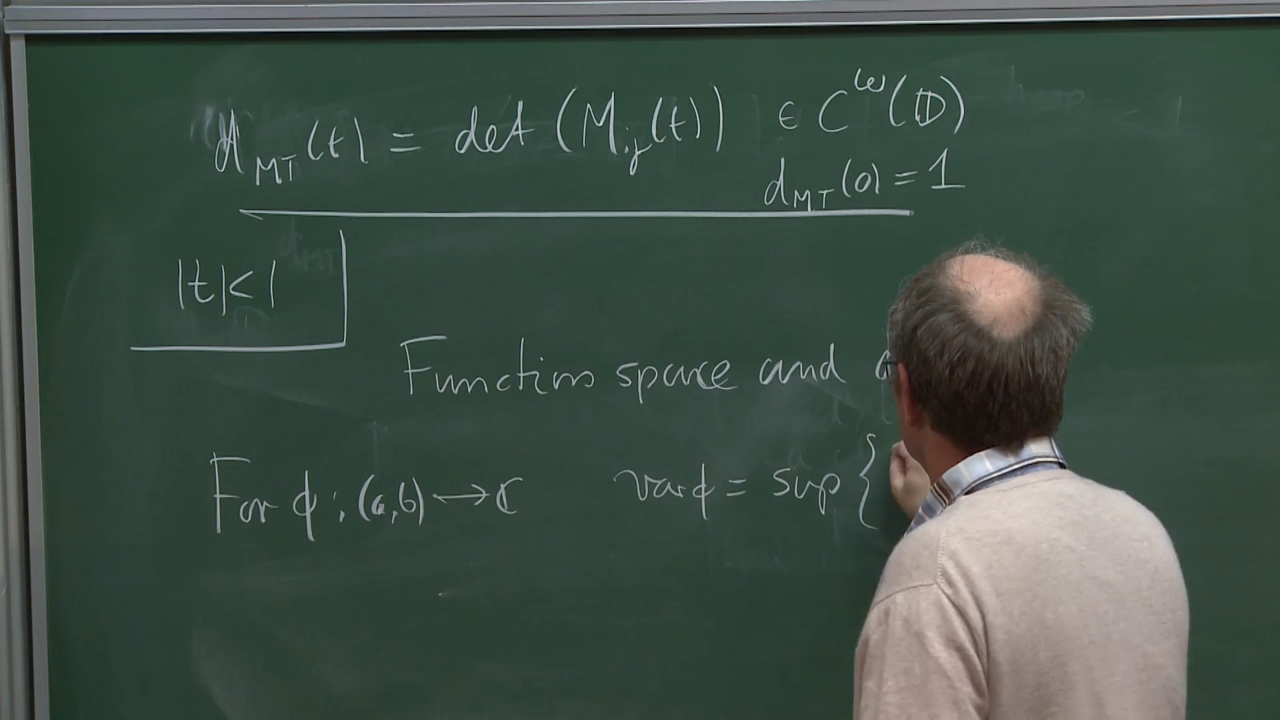 d_MT(t) = det (M_ij(t)) ∈ C^ω(𝔻)
d_MT(0) = 1
|t| < 1
Function space and
For ϕ : (a,b) → ℂ var ϕ = sup {